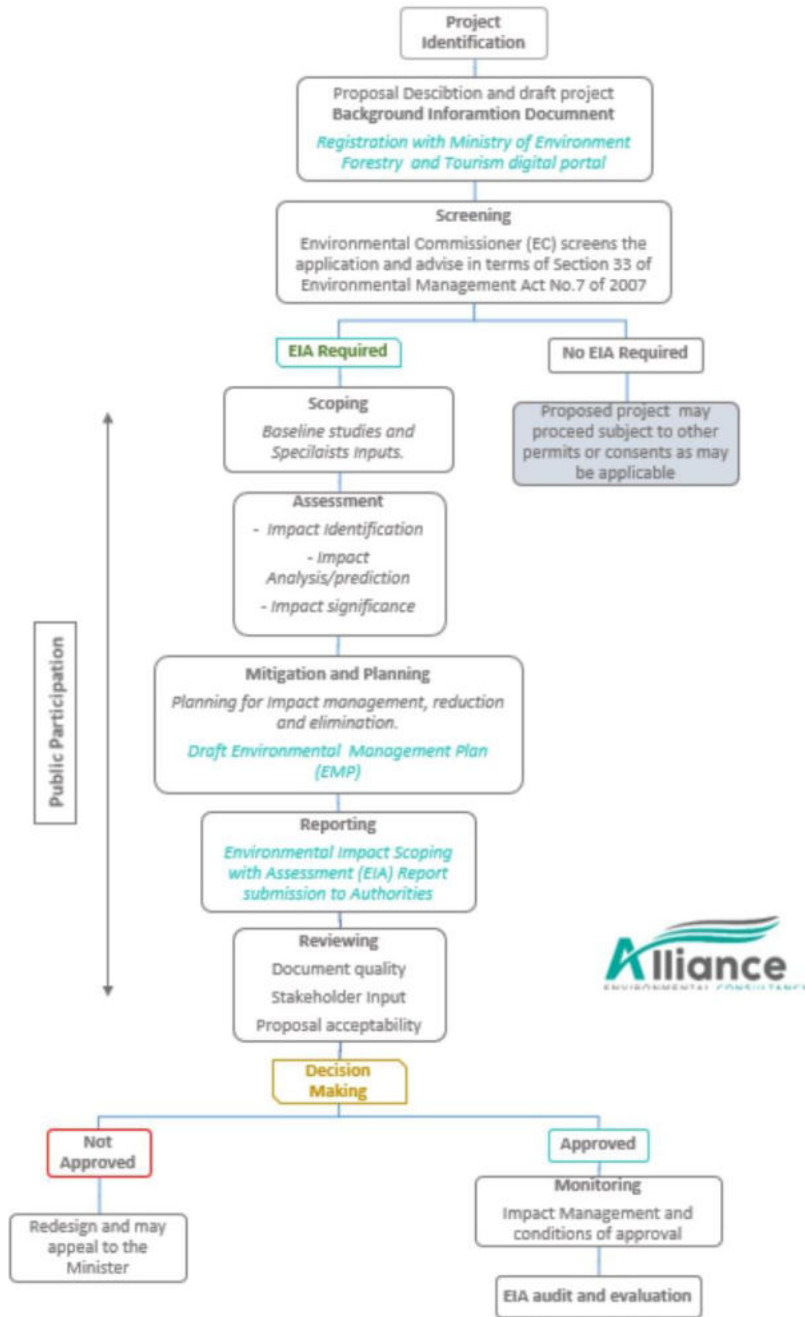 Project
Identification
Proposal Descibtion and draft project
Background Inforamtion Documnent
Registration with Ministry of Environment
Forestry and Tourism digital portal
Screening
Environmental Commissioner (EC) screens the
application and advise in terms of Section 33 of
Environmental Management Act No.7 of 2007
EIA Required
No EIA Required
Scoping
Baseline studies and
Specilaists Inputs.
Proposed project may
proceed subject to other
permits or consents as may
be applicable
Assessment
- Impact Identification
- Impact
Analysis/prediction
- Impact significance
Public Participation
Mitigation and Planning
Planning for Impact management, reduction
and elimination.
Draft Environmental Management Plan
(EMP)
Reporting
Environmental Impact Scoping
with Assessment (EIA) Report
submission to Authorities
Reviewing
Document quality
Stakeholder Input
Proposal acceptability
Alliance
ENVIRONMENTAL CONSULTANCY
Decision
Making
Not
Approved
Approved
Redesign and may
appeal to the
Minister
Monitoring
Impact Management and
conditions of approval
EIA audit and evaluation